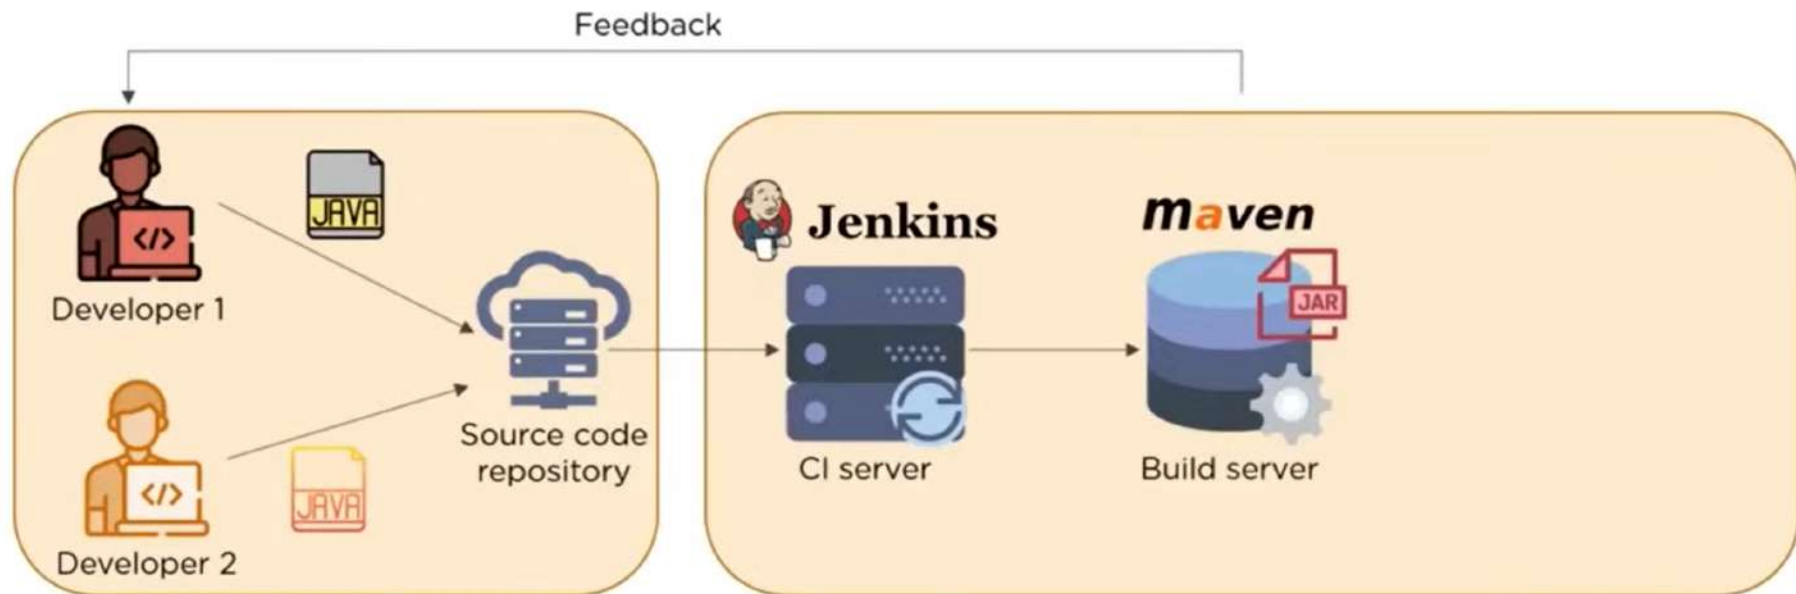 Feedback
JAVA
Developer 1
Source code
repository
JAVA
Developer 2
Jenkins
CI server
maven
JAR
Build server